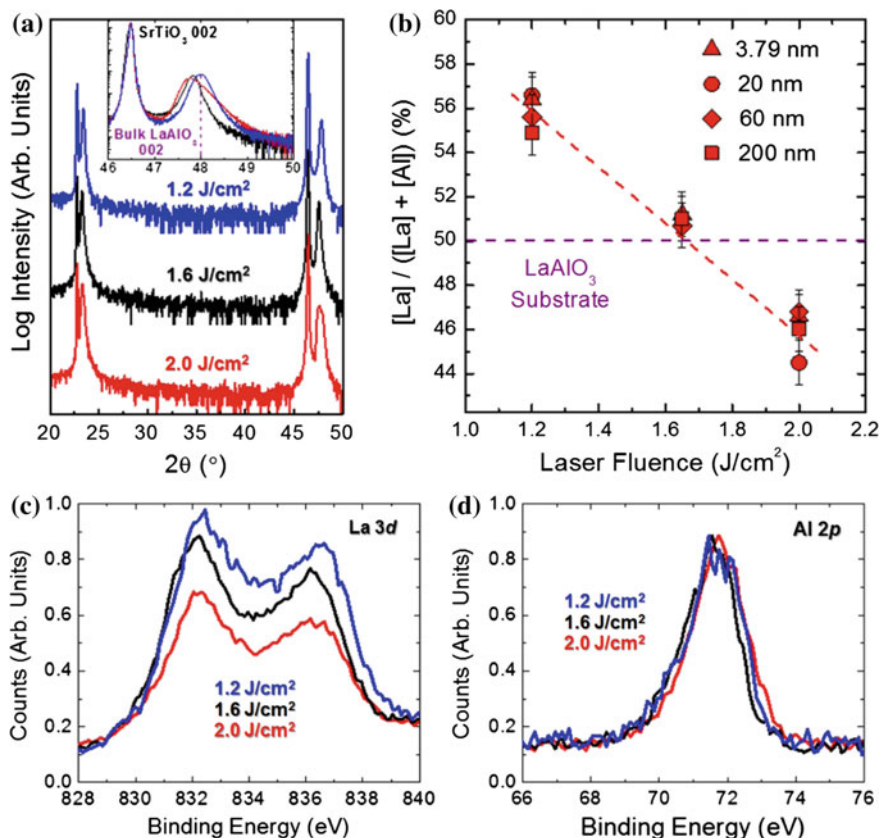 (a)
SrTiO₃ 002
Bulk LaAlO₃
002
46 47 48 49 50
1.2 J/cm²
1.6 J/cm²
2.0 J/cm²
Log Intensity (Arb. Units)
20 25 30 35 40 45 50
2θ (°)
(b)
60
58
56
54
52
50
48
46
44
[La] / ([La] + [Al]) (%)
3.79 nm
20 nm
60 nm
200 nm
LaAlO₃
Substrate
1.0 1.2 1.4 1.6 1.8 2.0 2.2
Laser Fluence (J/cm²)
(c)
1.0
0.8
0.6
0.4
0.2
0.0
Counts (Arb. Units)
La 3d
1.2 J/cm²
1.6 J/cm²
2.0 J/cm²
828 830 832 834 836 838 840
Binding Energy (eV)
(d)
1.0
0.8
0.6
0.4
0.2
0.0
Counts (Arb. Units)
Al 2p
1.2 J/cm²
1.6 J/cm²
2.0 J/cm²
66 68 70 72 74 76
Binding Energy (eV)